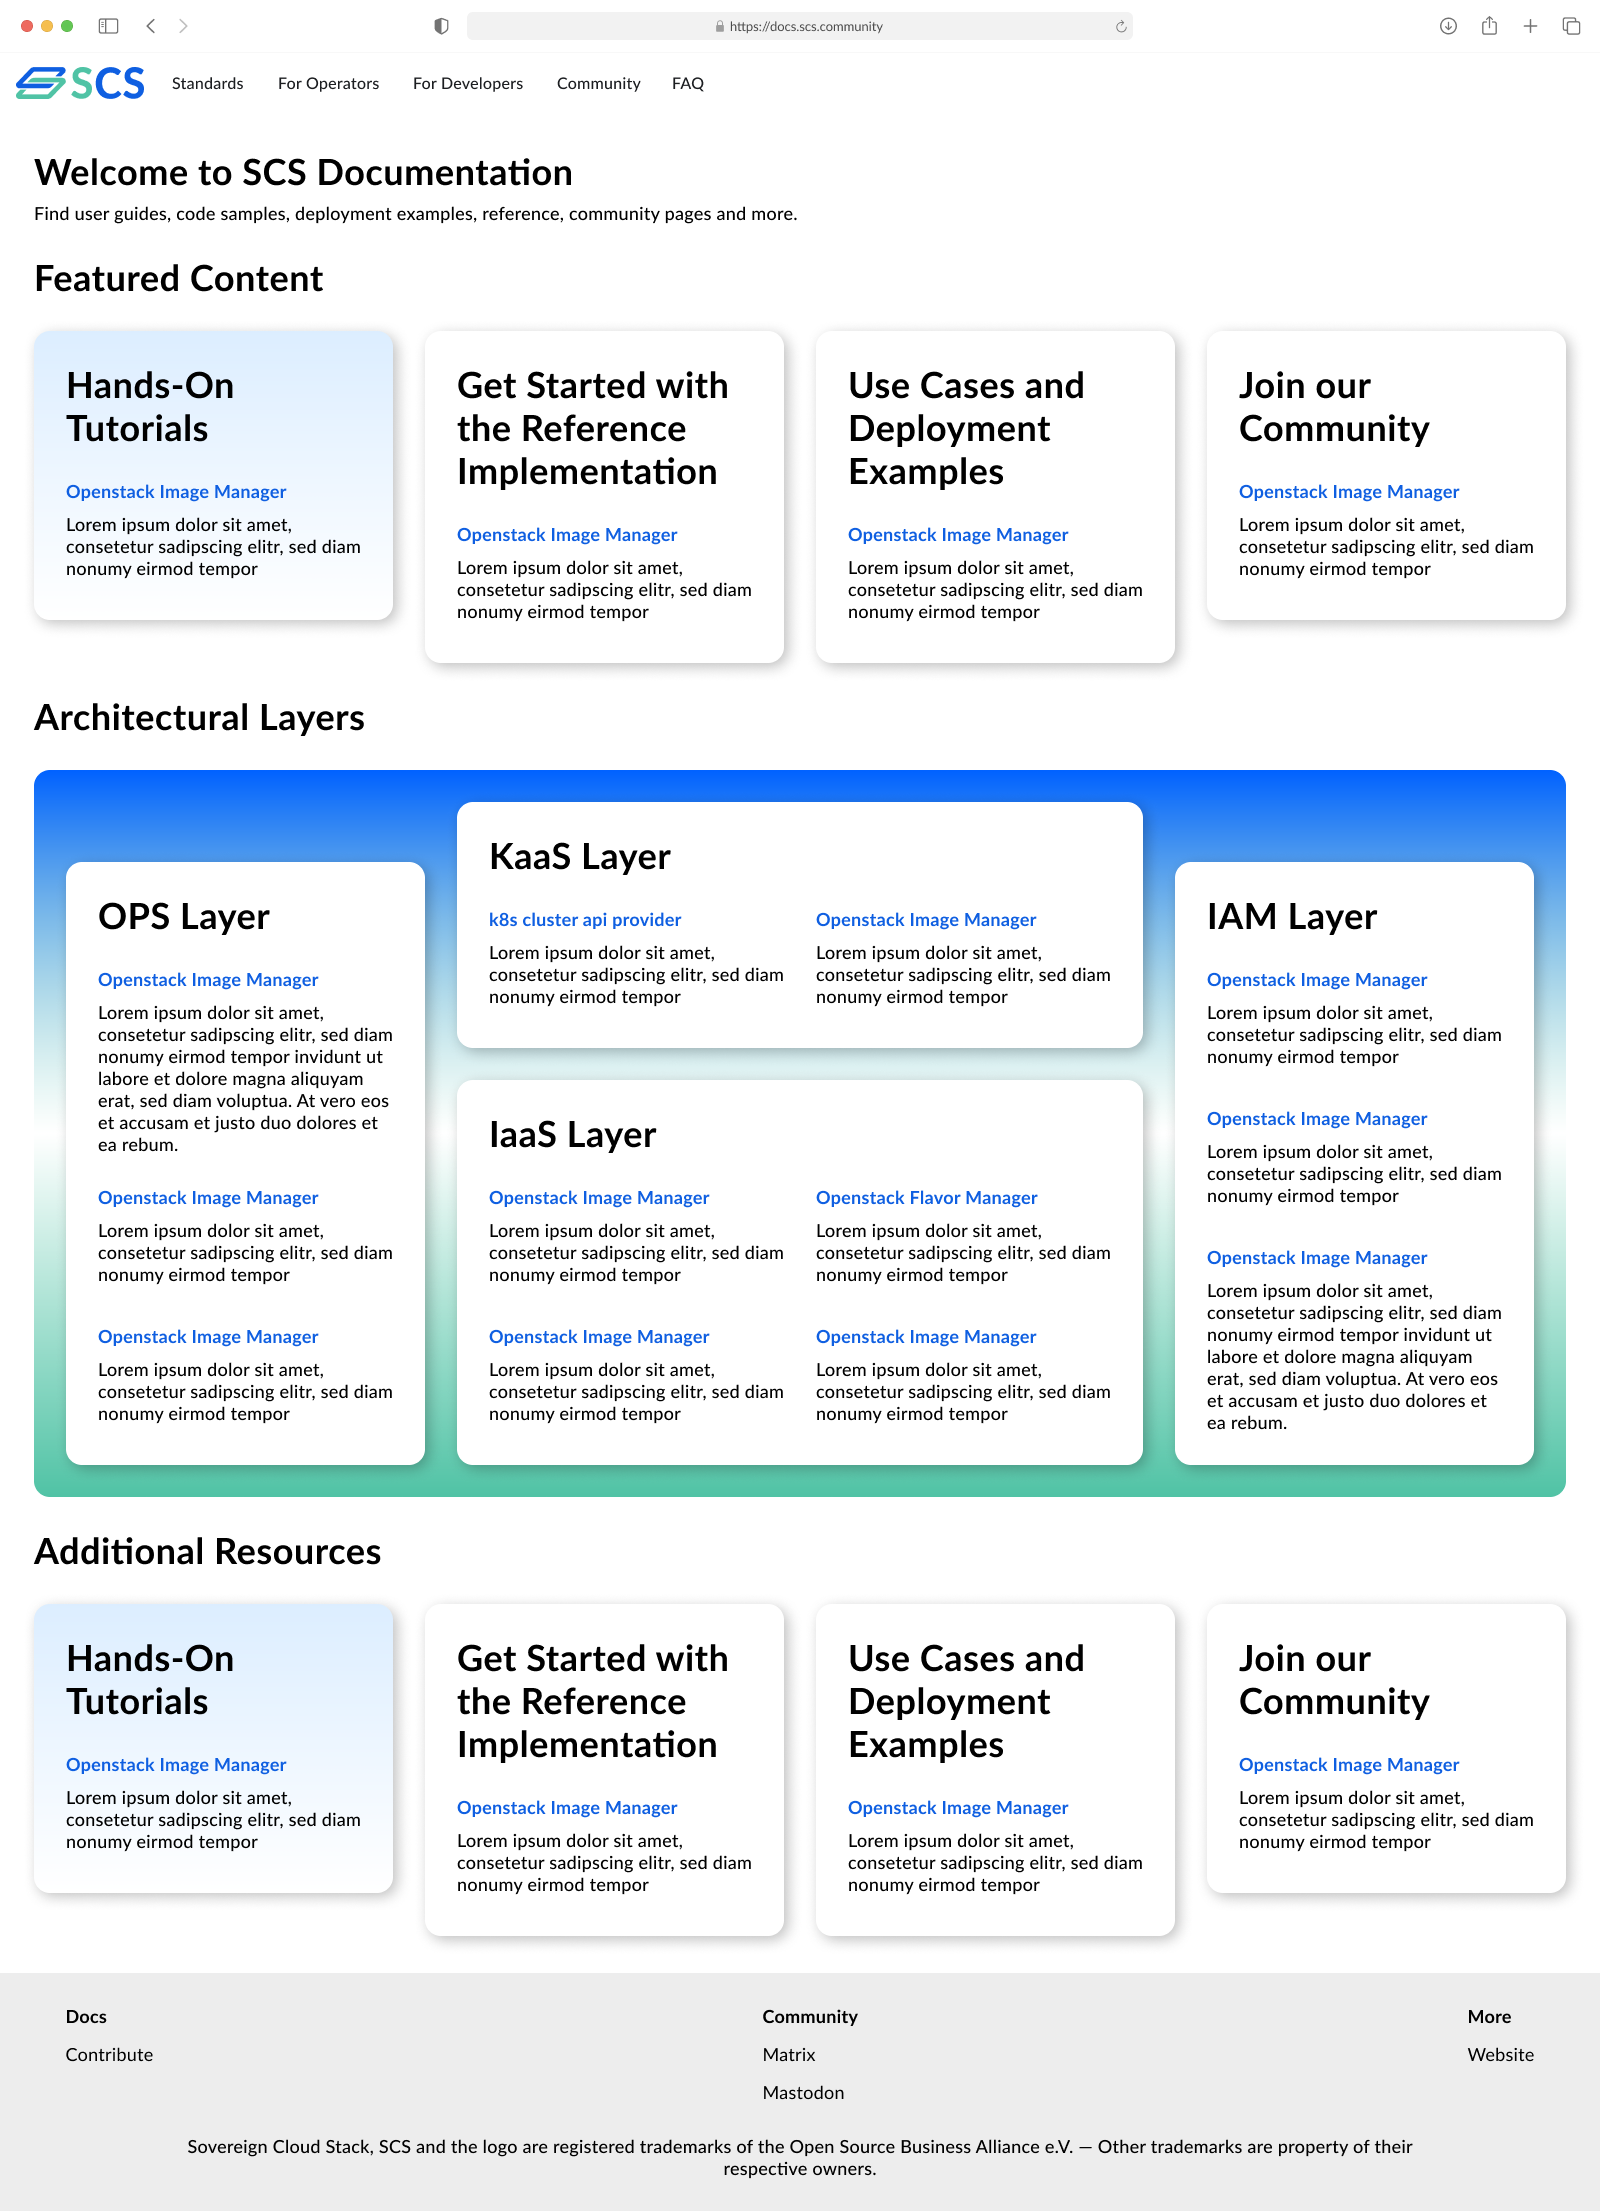 https://docs.scs.community
SCS
Standards
For Operators
For Developers
Community
FAQ
Welcome to SCS Documentation
Find user guides, code samples, deployment examples, reference, community pages and more.
Featured Content
Hands-On
Tutorials
Openstack Image Manager
Lorem ipsum dolor sit amet,
consetetur sadipscing elitr, sed diam
nonumy eirmod tempor
Get Started with
the Reference
Implementation
Openstack Image Manager
Lorem ipsum dolor sit amet,
consetetur sadipscing elitr, sed diam
nonumy eirmod tempor
Use Cases and
Deployment
Examples
Openstack Image Manager
Lorem ipsum dolor sit amet,
consetetur sadipscing elitr, sed diam
nonumy eirmod tempor
Join our
Community
Openstack Image Manager
Lorem ipsum dolor sit amet,
consetetur sadipscing elitr, sed diam
nonumy eirmod tempor
Architectural Layers
OPS Layer
Openstack Image Manager
Lorem ipsum dolor sit amet,
consetetur sadipscing elitr, sed diam
nonumy eirmod tempor invidunt ut
labore et dolore magna aliquyam
erat, sed diam voluptua. At vero eos
et accusam et justo duo dolores et
ea rebum.
Openstack Image Manager
Lorem ipsum dolor sit amet,
consetetur sadipscing elitr, sed diam
nonumy eirmod tempor
Openstack Image Manager
Lorem ipsum dolor sit amet,
consetetur sadipscing elitr, sed diam
nonumy eirmod tempor
KaaS Layer
k8s cluster api provider
Lorem ipsum dolor sit amet,
consetetur sadipscing elitr, sed diam
nonumy eirmod tempor
Openstack Image Manager
Lorem ipsum dolor sit amet,
consetetur sadipscing elitr, sed diam
nonumy eirmod tempor
IaaS Layer
Openstack Image Manager
Lorem ipsum dolor sit amet,
consetetur sadipscing elitr, sed diam
nonumy eirmod tempor
Openstack Flavor Manager
Lorem ipsum dolor sit amet,
consetetur sadipscing elitr, sed diam
nonumy eirmod tempor
Openstack Image Manager
Lorem ipsum dolor sit amet,
consetetur sadipscing elitr, sed diam
nonumy eirmod tempor
Openstack Image Manager
Lorem ipsum dolor sit amet,
consetetur sadipscing elitr, sed diam
nonumy eirmod tempor
IAM Layer
Openstack Image Manager
Lorem ipsum dolor sit amet,
consetetur sadipscing elitr, sed diam
nonumy eirmod tempor
Openstack Image Manager
Lorem ipsum dolor sit amet,
consetetur sadipscing elitr, sed diam
nonumy eirmod tempor
Openstack Image Manager
Lorem ipsum dolor sit amet,
consetetur sadipscing elitr, sed diam
nonumy eirmod tempor invidunt ut
labore et dolore magna aliquyam
erat, sed diam voluptua. At vero eos
et accusam et justo duo dolores et
ea rebum.
Additional Resources
Hands-On
Tutorials
Openstack Image Manager
Lorem ipsum dolor sit amet,
consetetur sadipscing elitr, sed diam
nonumy eirmod tempor
Get Started with
the Reference
Implementation
Openstack Image Manager
Lorem ipsum dolor sit amet,
consetetur sadipscing elitr, sed diam
nonumy eirmod tempor
Use Cases and
Deployment
Examples
Openstack Image Manager
Lorem ipsum dolor sit amet,
consetetur sadipscing elitr, sed diam
nonumy eirmod tempor
Join our
Community
Openstack Image Manager
Lorem ipsum dolor sit amet,
consetetur sadipscing elitr, sed diam
nonumy eirmod tempor
Docs
Contribute
Community
Matrix
Mastodon
More
Website
Sovereign Cloud Stack, SCS and the logo are registered trademarks of the Open Source Business Alliance e.V. — Other trademarks are property of their
respective owners.